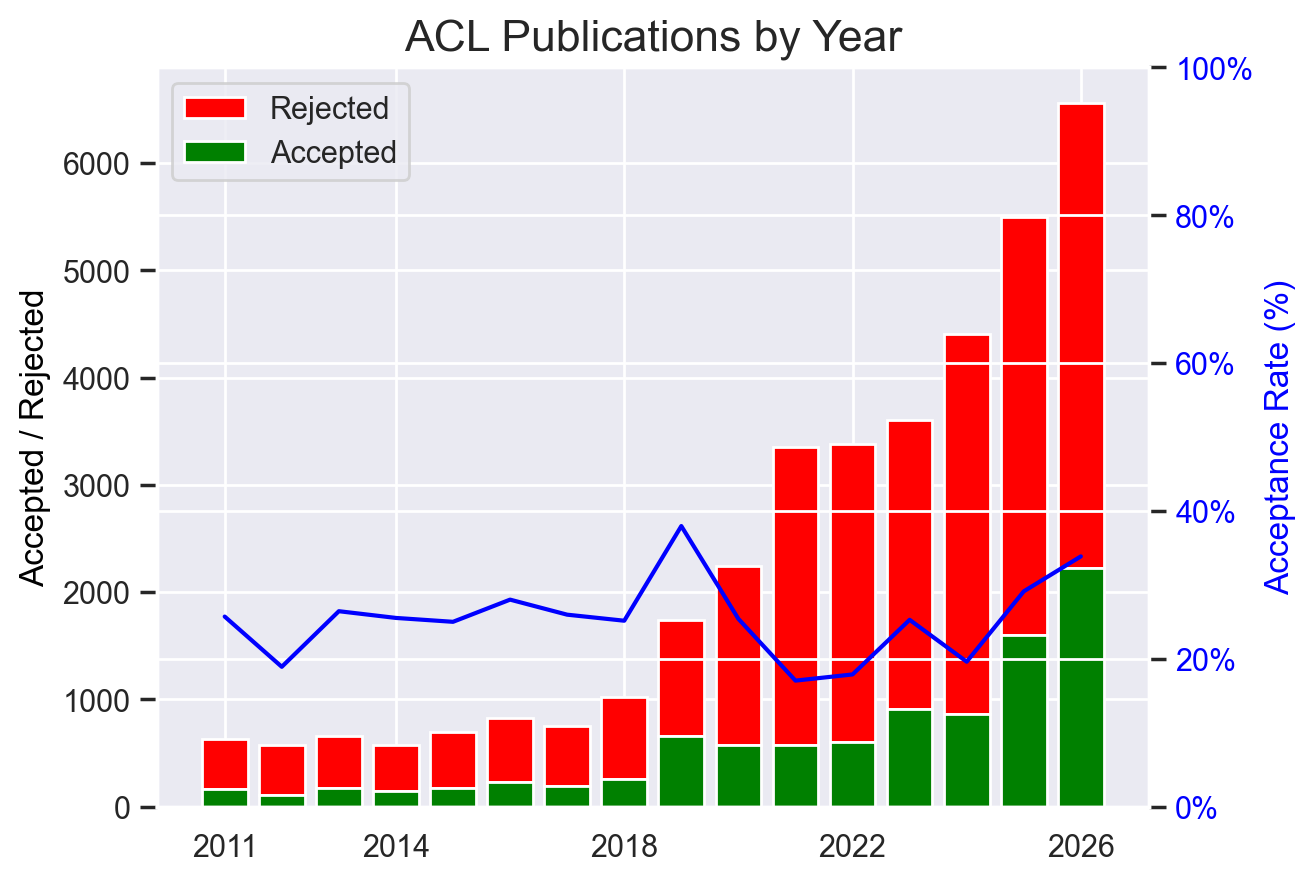 ACL Publications by Year
Rejected
Accepted
Accepted / Rejected
6000
5000
4000
3000
2000
1000
0
100%
80%
60%
40%
20%
0%
Acceptance Rate (%)
2011 2014 2018 2022 2026